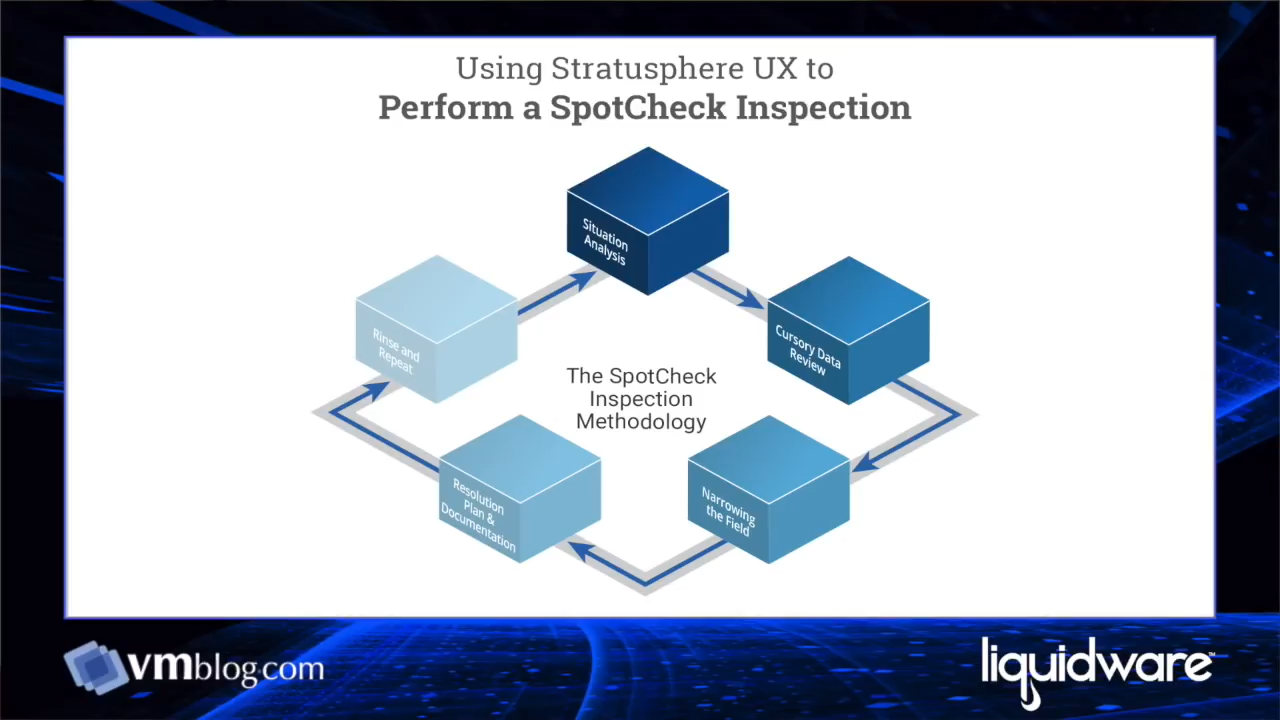 Using Stratusphere UX to
Perform a SpotCheck Inspection
Situation
Analysis
Cursory Data
Review
Narrowing
the Field
Resolution
Plan &
Documentation
Rinse and
Repeat
The SpotCheck
Inspection
Methodology
vmblog.com
liquidware™